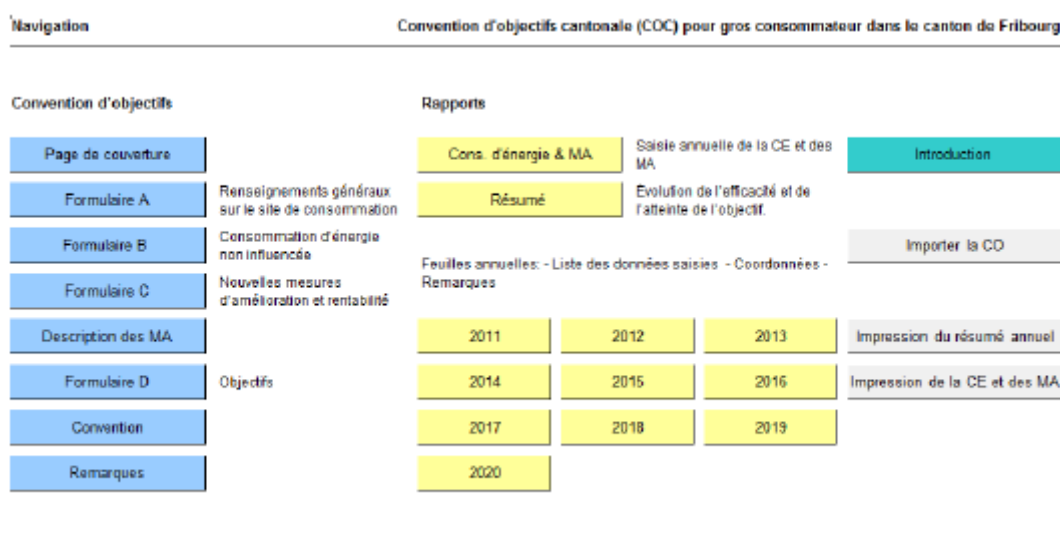 Navigation
Convention d'objectifs cantonale (COC) pour gros consommateur dans le canton de Fribourg
Convention d'objectifs
Rapports
Page de couverture
Cons. d'énergie & MA
Saisie annuelle de la CE et des
MA
Introduction
Formulaire A
Renseignements généraux
sur le site de consommation
Résumé
Évolution de l'efficacité et de
l'atteinte de l'objectif.
Formulaire B
Consommation d'énergie
non influencée
Importer la CO
Feuilles annuelles: - Liste des données saisies - Coordonnées -
Remarques
Formulaire C
Nouvelles mesures
d'amélioration et rentabilité
Description des MA
2011
2012
2013
Impression du résumé annuel
Formulaire D
Objectifs
2014
2015
2016
Impression de la CE et des MA
Convention
2017
2018
2019
Remarques
2020